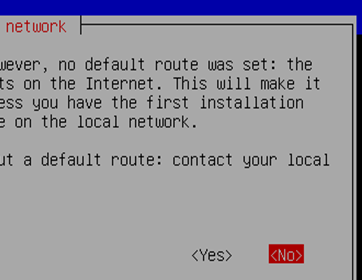 network
wever, no default route was set: the
ts on the Internet. This will make it
ess you have the first installation
e on the local network.
ut a default route: contact your local
<Yes> <No>